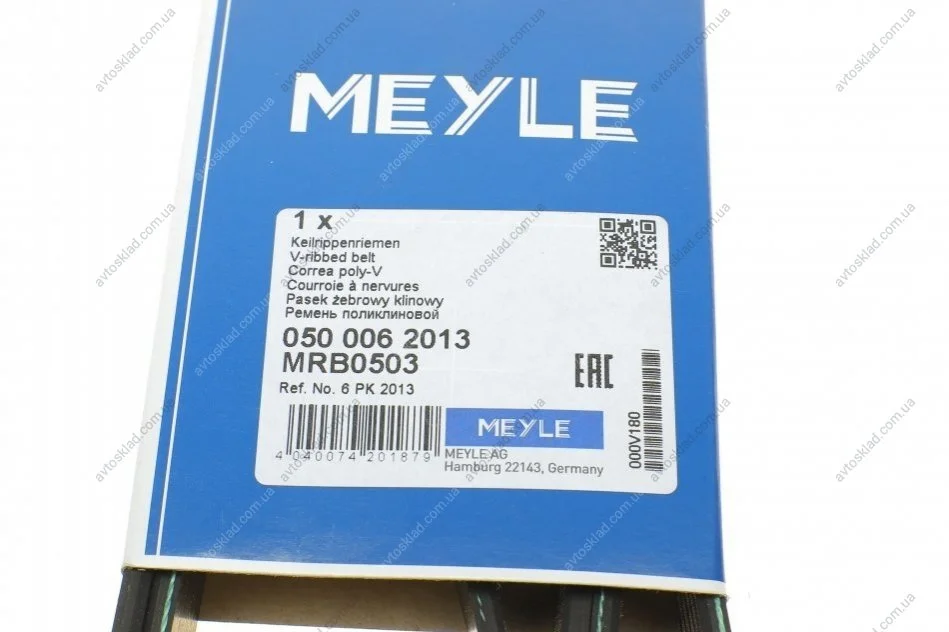 MEYLE
1 x
Keilrippenriemen
V-ribbed belt
Correa poly-V
Courroie à nervures
Pasek żebrowy klinowy
Ремень поликлиновой
050 006 2013
MRB0503
Ref. No. 6 PK 2013
EAC
MEYLE
4 040074 201879
MEYLE AG
Hamburg 22143, Germany
000V180
avtosklad.com.ua